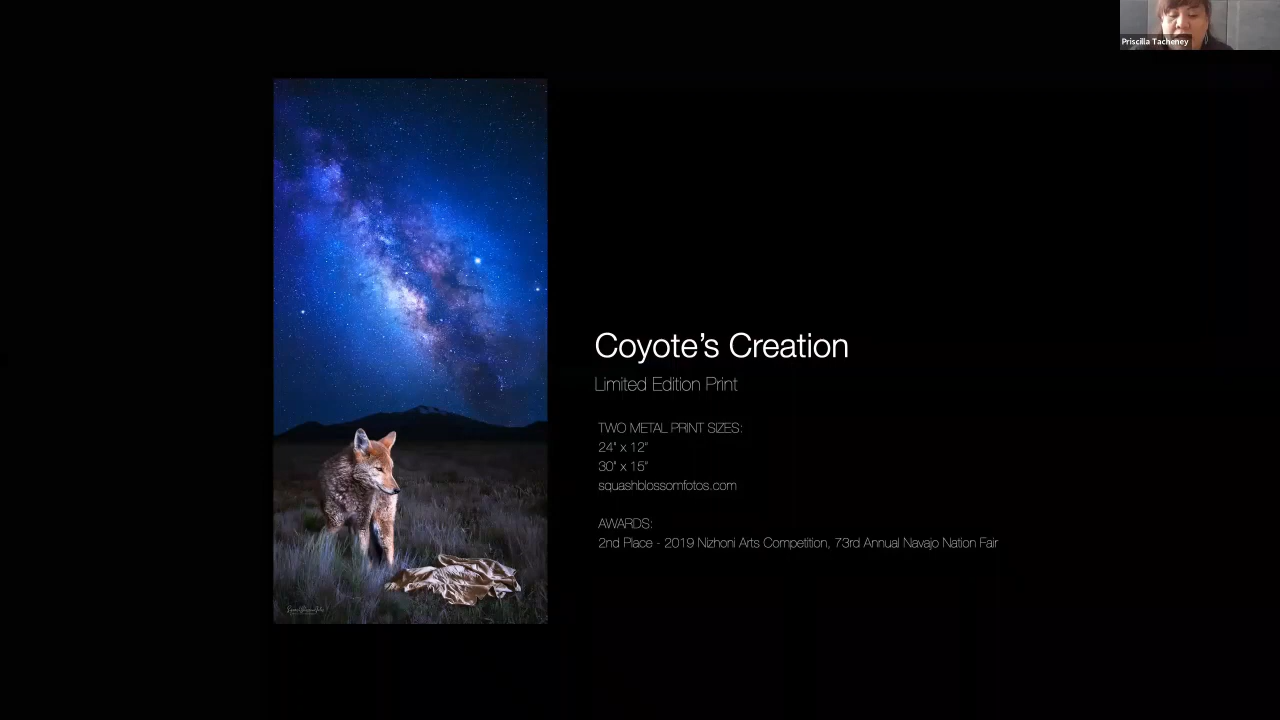 Priscilla Tacheney
Coyote's Creation
Limited Edition Print
TWO METAL PRINT SIZES:
24" x 12"
30" x 15"
squashblossomfotos.com
AWARDS:
2nd Place - 2019 Nizhoni Arts Competition, 73rd Annual Navajo Nation Fair